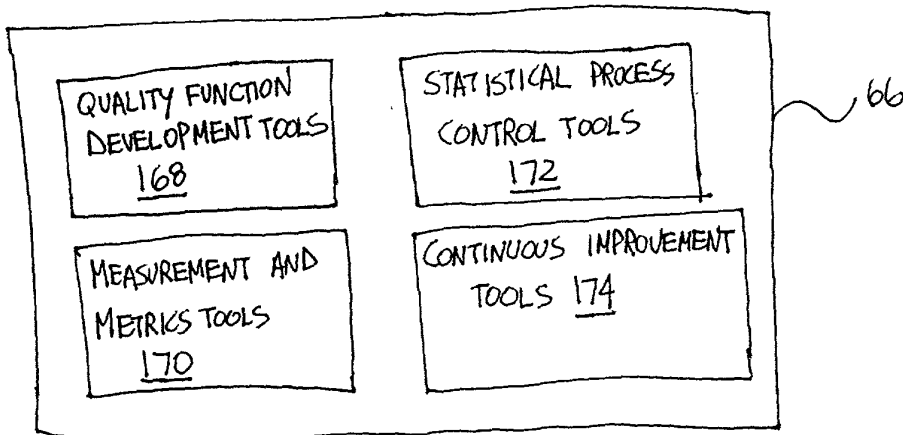 QUALITY FUNCTION
DEVELOPMENT TOOLS
168
STATISTICAL PROCESS
CONTROL TOOLS
172
66
MEASUREMENT AND
METRICS TOOLS
170
CONTINUOUS IMPROVEMENT
TOOLS 174